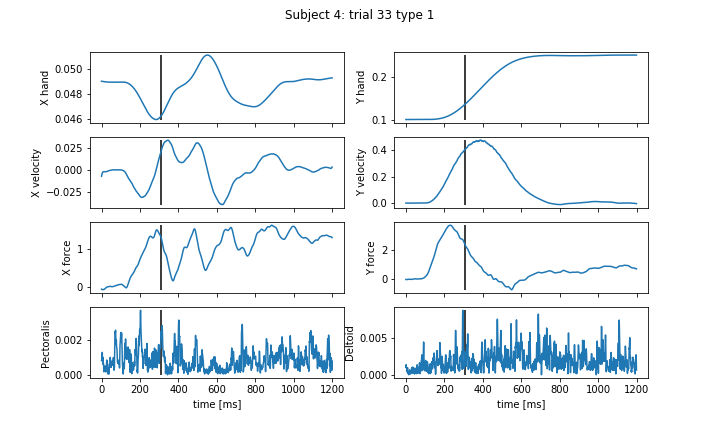 Subject 4: trial 33 type 1
X hand
0.050
0.048
0.046
Y hand
0.2
0.1
X velocity
0.025
0.000
−0.025
Y velocity
0.4
0.2
0.0
X force
1
0
Y force
2
0
Pectoralis
0.002
0.000
Deltoid
0.005
0.000
0 200 400 600 800 1000 1200
0 200 400 600 800 1000 1200
time [ms]
time [ms]